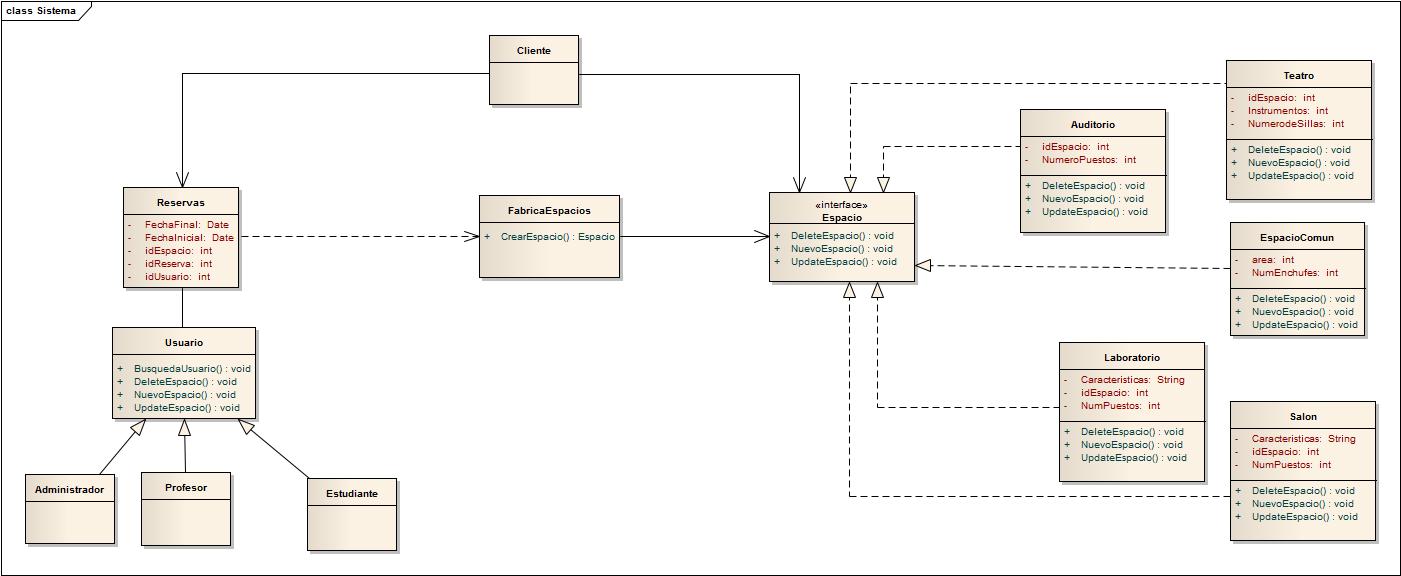 class Sistema
Cliente
Reservas
- FechaFinal: Date
- FechaInicial: Date
- idEspacio: int
- idReserva: int
- idUsuario: int
FabricaEspacios
+ CrearEspacio() : Espacio
«interface»
Espacio
+ DeleteEspacio() : void
+ NuevoEspacio() : void
+ UpdateEspacio() : void
Auditorio
- idEspacio: int
- NumeroPuestos: int
+ DeleteEspacio() : void
+ NuevoEspacio() : void
+ UpdateEspacio() : void
Teatro
- idEspacio: int
- Instrumentos: int
- NumerodeSillas: int
+ DeleteEspacio() : void
+ NuevoEspacio() : void
+ UpdateEspacio() : void
EspacioComun
- area: int
- NumEnchufes: int
+ DeleteEspacio() : void
+ NuevoEspacio() : void
+ UpdateEspacio() : void
Usuario
+ BusquedaUsuario() : void
+ DeleteEspacio() : void
+ NuevoEspacio() : void
+ UpdateEspacio() : void
Laboratorio
- Caracteristicas: String
- idEspacio: int
- NumPuestos: int
+ DeleteEspacio() : void
+ NuevoEspacio() : void
+ UpdateEspacio() : void
Salon
- Caracteristicas: String
- idEspacio: int
- NumPuestos: int
+ DeleteEspacio() : void
+ NuevoEspacio() : void
+ UpdateEspacio() : void
Administrador
Profesor
Estudiante